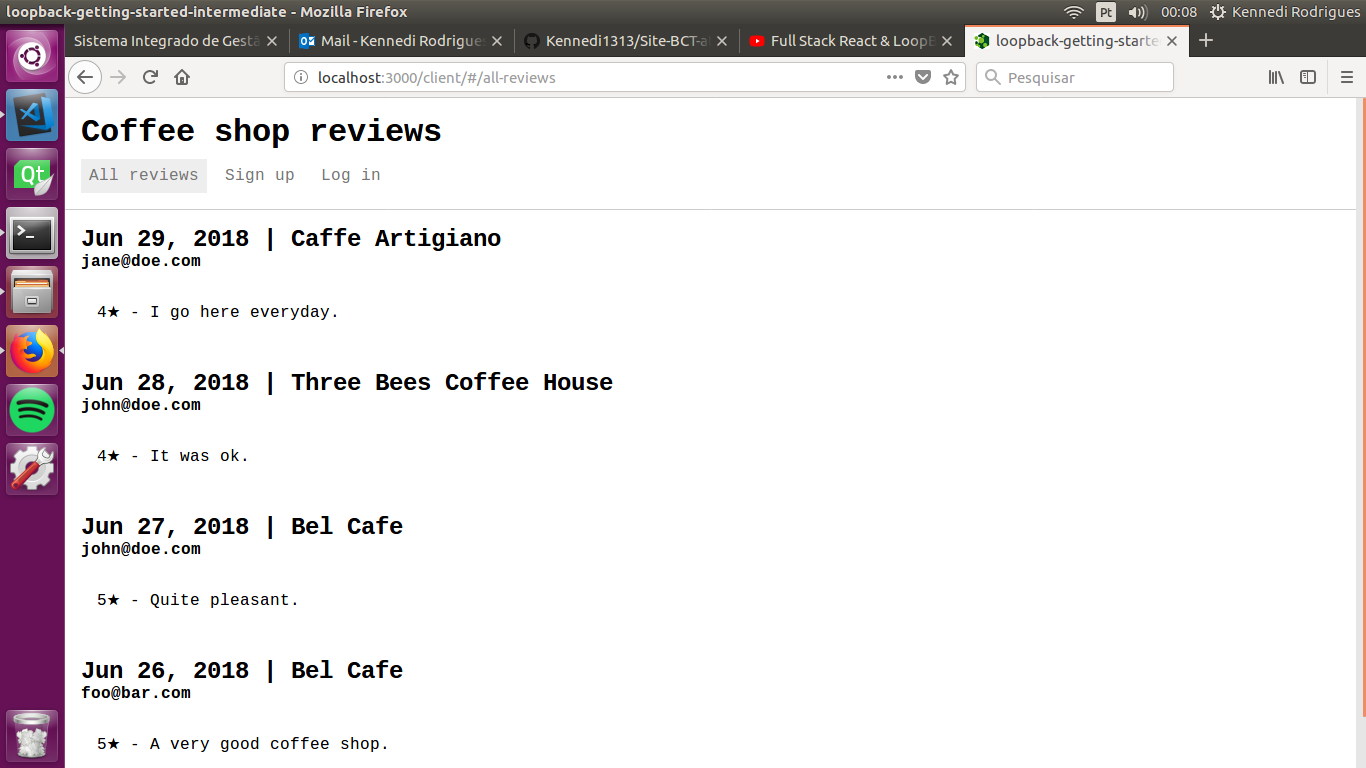 loopback-getting-started-intermediate - Mozilla Firefox
Pt 00:08 Kennedi Rodrigues
Sistema Integrado de Gestã Mail - Kennedi Rodrigue Kennedi1313/Site-BCT-a Full Stack React & LoopB loopback-getting-starte
localhost:3000/client/#/all-reviews Pesquisar
Coffee shop reviews
All reviews Sign up Log in
Jun 29, 2018 | Caffe Artigiano
jane@doe.com
4★ - I go here everyday.
Jun 28, 2018 | Three Bees Coffee House
john@doe.com
4★ - It was ok.
Jun 27, 2018 | Bel Cafe
john@doe.com
5★ - Quite pleasant.
Jun 26, 2018 | Bel Cafe
foo@bar.com
5★ - A very good coffee shop.
Qt